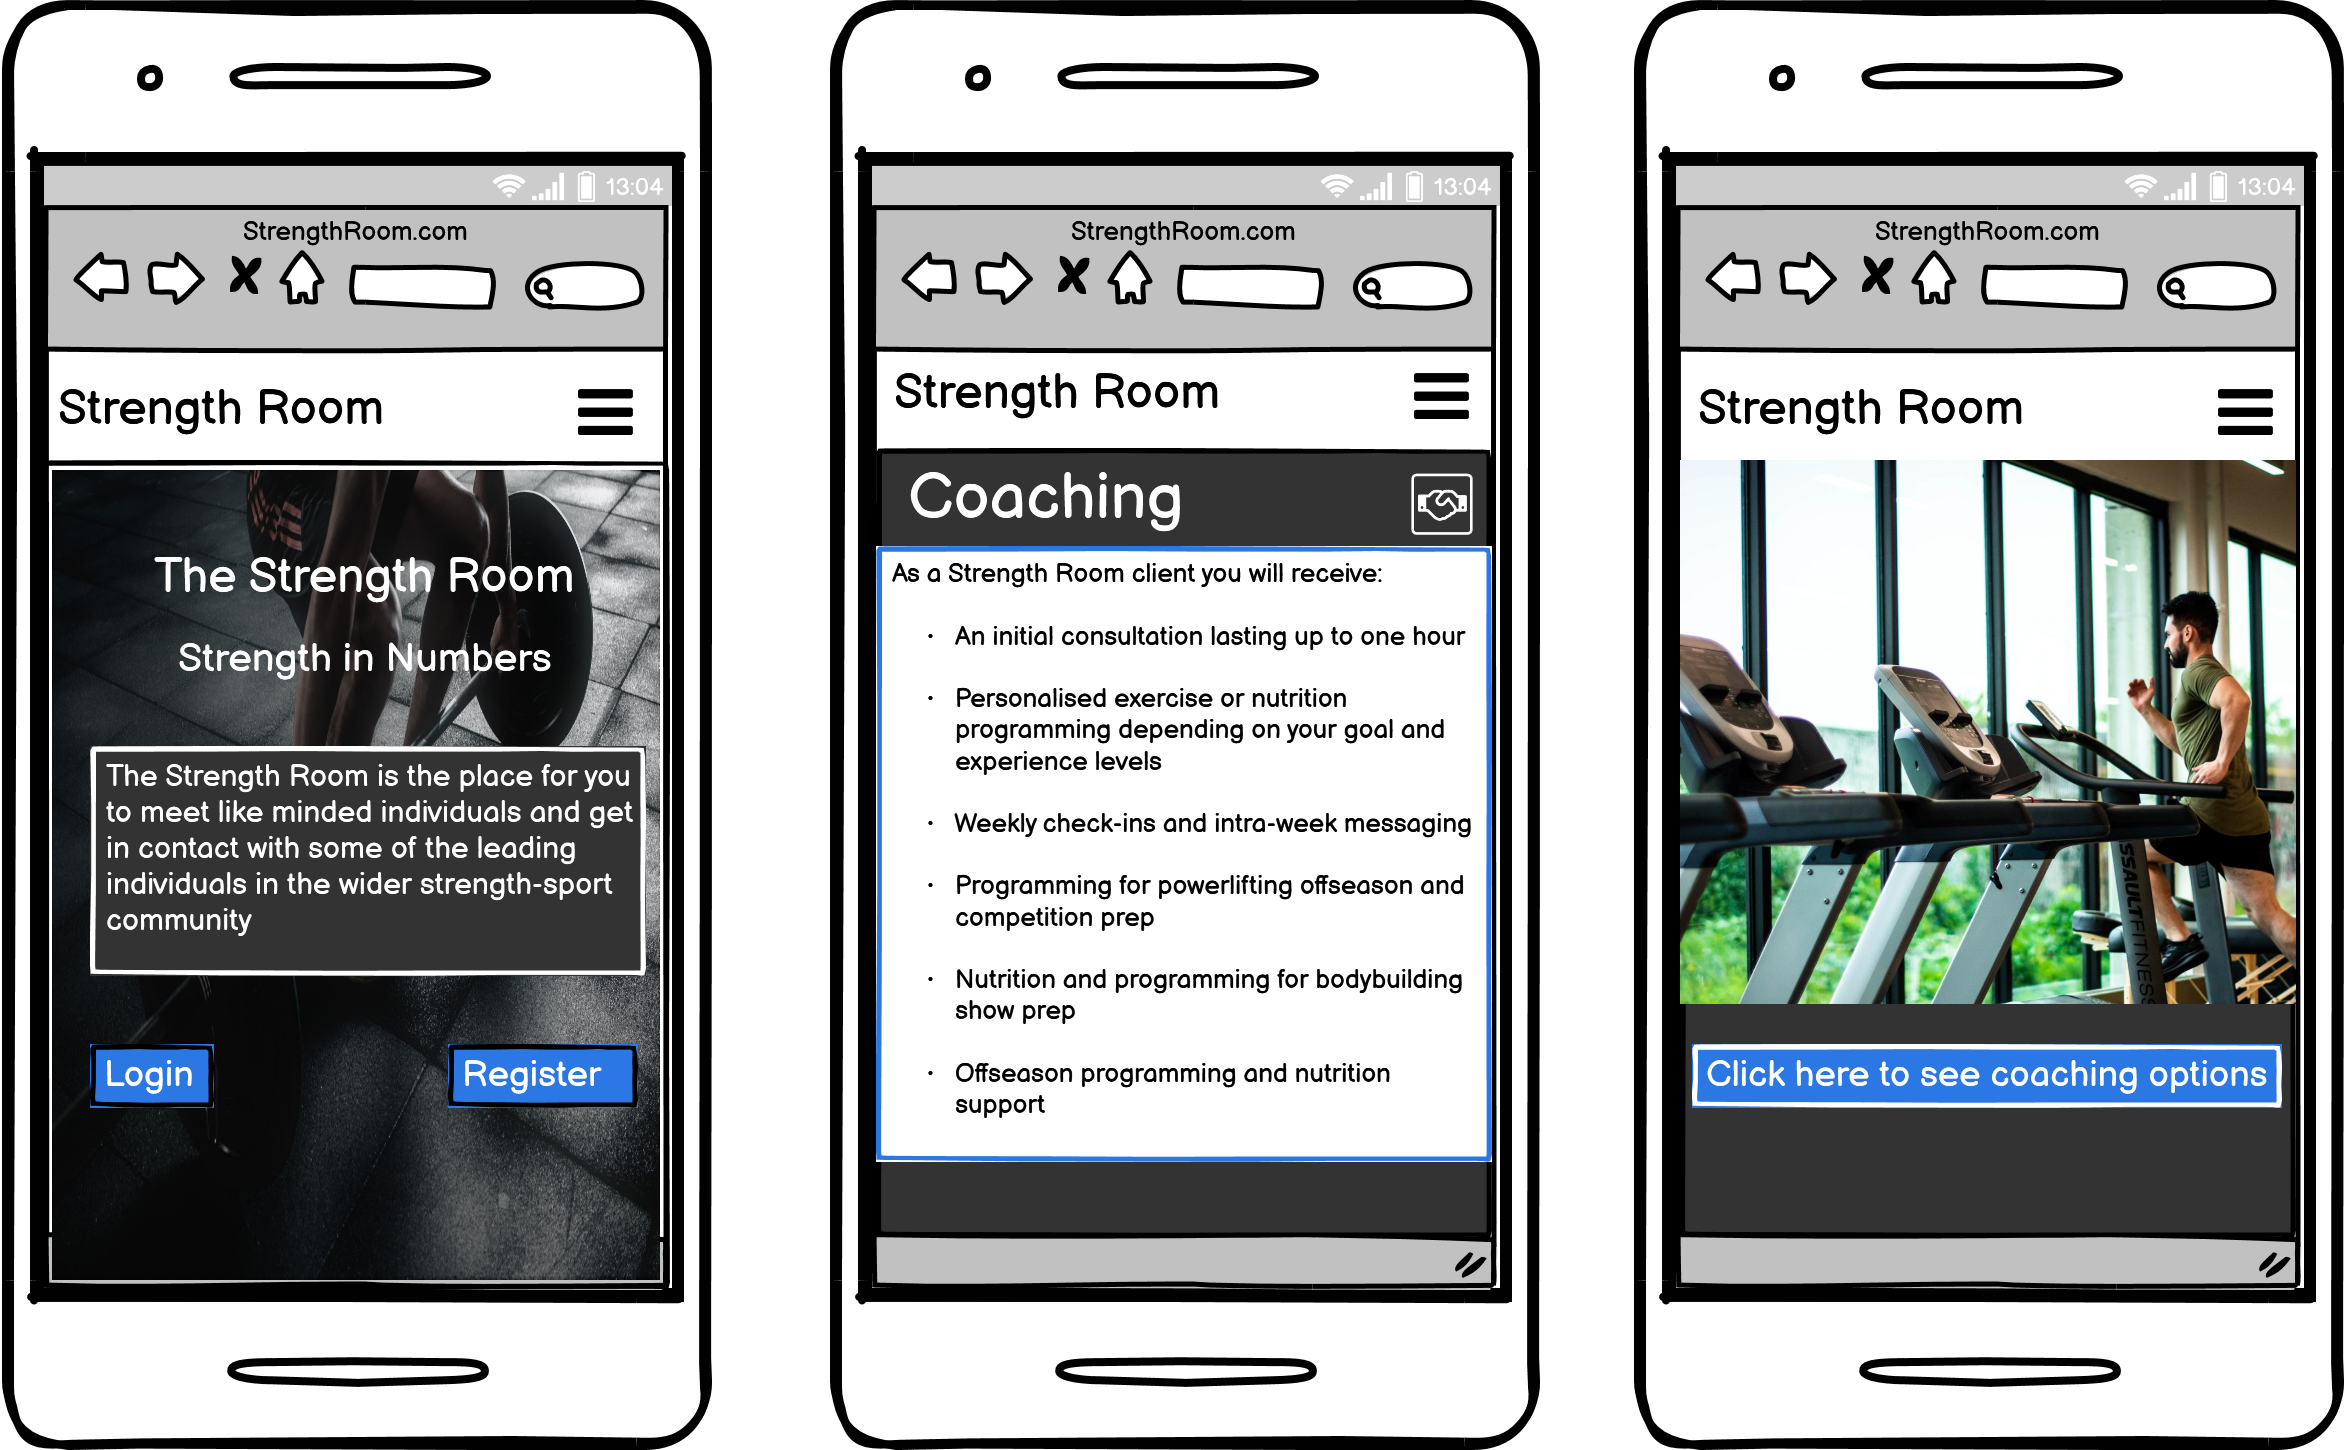 13:04
StrengthRoom.com
Strength Room
The Strength Room
Strength in Numbers
The Strength Room is the place for you
to meet like minded individuals and get
in contact with some of the leading
individuals in the wider strength-sport
community
Login
Register
13:04
StrengthRoom.com
Strength Room
Coaching
As a Strength Room client you will receive:
· An initial consultation lasting up to one hour
· Personalised exercise or nutrition
programming depending on your goal and
experience levels
· Weekly check-ins and intra-week messaging
· Programming for powerlifting offseason and
competition prep
· Nutrition and programming for bodybuilding
show prep
· Offseason programming and nutrition
support
13:04
StrengthRoom.com
Strength Room
SSAULTFITNESS
Click here to see coaching options